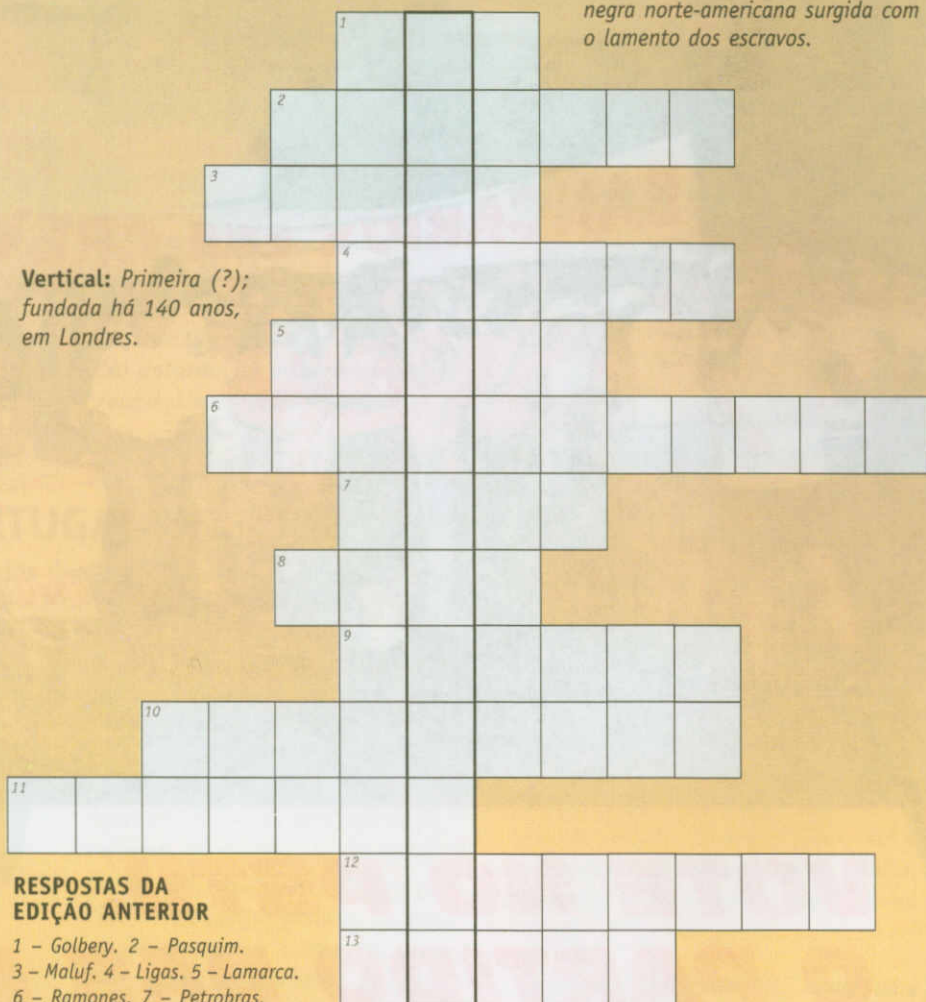 negra norte-americana surgida com
o lamento dos escravos.
1
2
3
4
Vertical: Primeira (?);
fundada há 140 anos,
em Londres.
5
6
7
8
9
10
11
12
RESPOSTAS DA
EDIÇÃO ANTERIOR
1 – Golbery. 2 – Pasquim.
13
3 – Maluf. 4 – Ligas. 5 – Lamarca.
6 – Ramones. 7 – Petrobras.